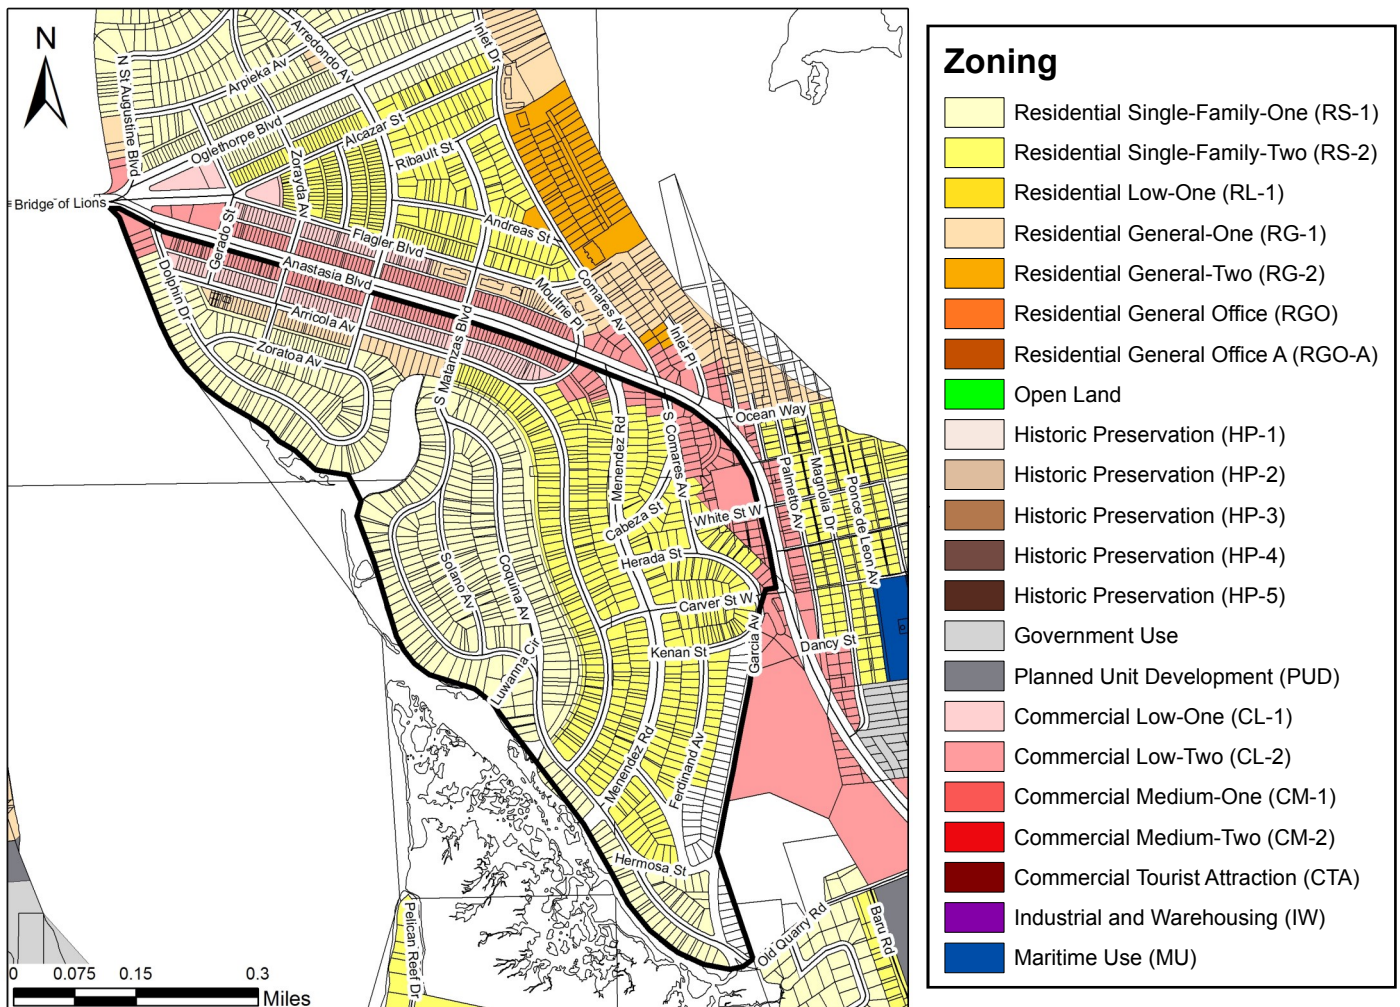 N
N St Augustine Blvd
Arpieka Av
Arredondo Av
Inlet Dr
Oglethorpe Blvd
Alcazar St
Zorayda Av
Ribault St
Bridge of Lions
Gerado St
Flagler Blvd
Andreas St
Anastasia Blvd
Dolphin Dr
Comares Av
Moultrie Pl
Arricola Av
Zoratoa Av
S Matanzas Blvd
Inlet Pl
Ocean Way
Menendez Rd
S Comares Av
Palmetto Av
Magnolia Dr
Ponce de Leon Av
Cabeza St
White St W
Herada St
Solano Av
Coquina Av
Carver St W
Garcia Av
Kenan St
Dancy St
Luwanna Cir
Menendez Rd
Ferdinand Av
Hermosa St
Pelican Reef Dr
Old Quarry Rd
Baru Rd
0 0.075 0.15 0.3
Miles
Zoning
Residential Single-Family-One (RS-1)
Residential Single-Family-Two (RS-2)
Residential Low-One (RL-1)
Residential General-One (RG-1)
Residential General-Two (RG-2)
Residential General Office (RGO)
Residential General Office A (RGO-A)
Open Land
Historic Preservation (HP-1)
Historic Preservation (HP-2)
Historic Preservation (HP-3)
Historic Preservation (HP-4)
Historic Preservation (HP-5)
Government Use
Planned Unit Development (PUD)
Commercial Low-One (CL-1)
Commercial Low-Two (CL-2)
Commercial Medium-One (CM-1)
Commercial Medium-Two (CM-2)
Commercial Tourist Attraction (CTA)
Industrial and Warehousing (IW)
Maritime Use (MU)